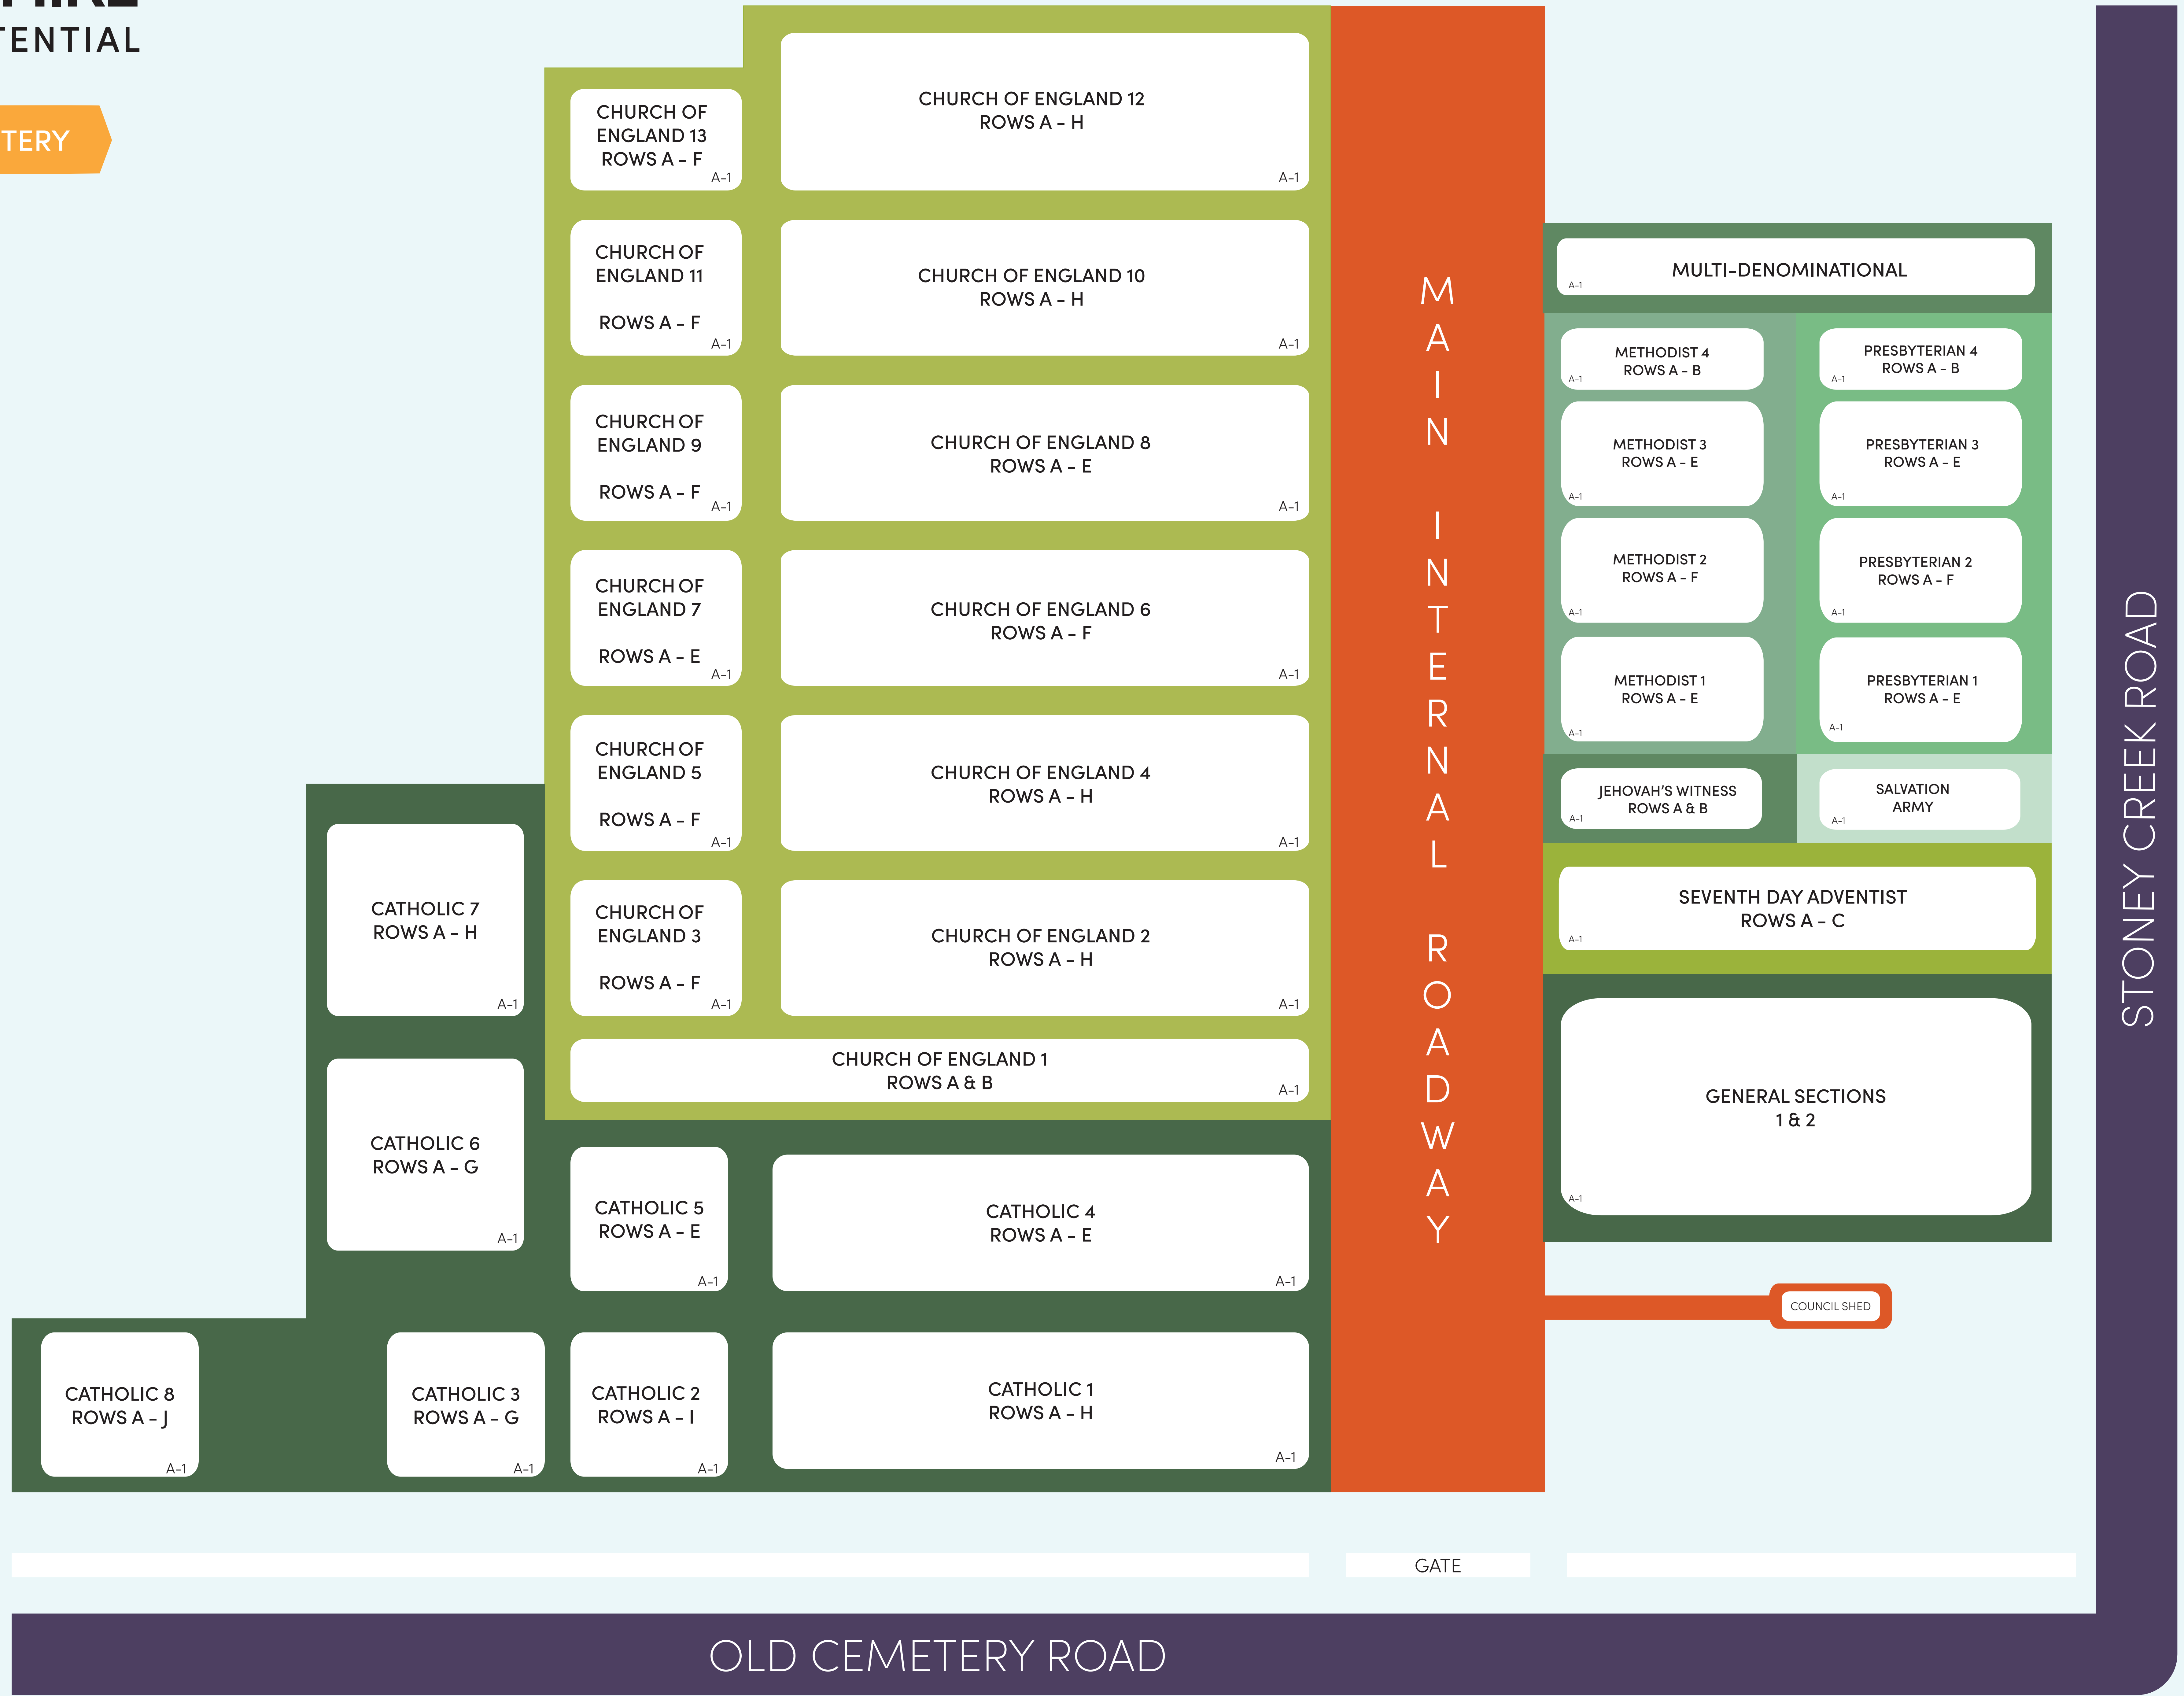 TENTIAL
TERY
CHURCH OF
ENGLAND 13
ROWS A – F
A-1
CHURCH OF ENGLAND 12
ROWS A – H
A-1
CHURCH OF
ENGLAND 11
ROWS A – F
A-1
CHURCH OF ENGLAND 10
ROWS A – H
A-1
CHURCH OF
ENGLAND 9
ROWS A – F
A-1
CHURCH OF ENGLAND 8
ROWS A – E
A-1
CHURCH OF
ENGLAND 7
ROWS A – E
A-1
CHURCH OF ENGLAND 6
ROWS A – F
A-1
CHURCH OF
ENGLAND 5
ROWS A – F
A-1
CHURCH OF ENGLAND 4
ROWS A – H
A-1
CHURCH OF
ENGLAND 3
ROWS A – F
A-1
CHURCH OF ENGLAND 2
ROWS A – H
A-1
CHURCH OF ENGLAND 1
ROWS A & B
A-1
CATHOLIC 7
ROWS A – H
A-1
CATHOLIC 6
ROWS A – G
A-1
CATHOLIC 5
ROWS A – E
A-1
CATHOLIC 4
ROWS A – E
A-1
CATHOLIC 8
ROWS A – J
A-1
CATHOLIC 3
ROWS A – G
A-1
CATHOLIC 2
ROWS A – I
A-1
CATHOLIC 1
ROWS A – H
A-1
MAIN INTERNAL ROADWAY
MULTI-DENOMINATIONAL
A-1
METHODIST 4
ROWS A – B
A-1
PRESBYTERIAN 4
ROWS A – B
A-1
METHODIST 3
ROWS A – E
A-1
PRESBYTERIAN 3
ROWS A – E
A-1
METHODIST 2
ROWS A – F
A-1
PRESBYTERIAN 2
ROWS A – F
A-1
METHODIST 1
ROWS A – E
A-1
PRESBYTERIAN 1
ROWS A – E
A-1
JEHOVAH'S WITNESS
ROWS A & B
A-1
SALVATION
ARMY
A-1
SEVENTH DAY ADVENTIST
ROWS A – C
A-1
GENERAL SECTIONS
1 & 2
A-1
COUNCIL SHED
STONEY CREEK ROAD
GATE
OLD CEMETERY ROAD